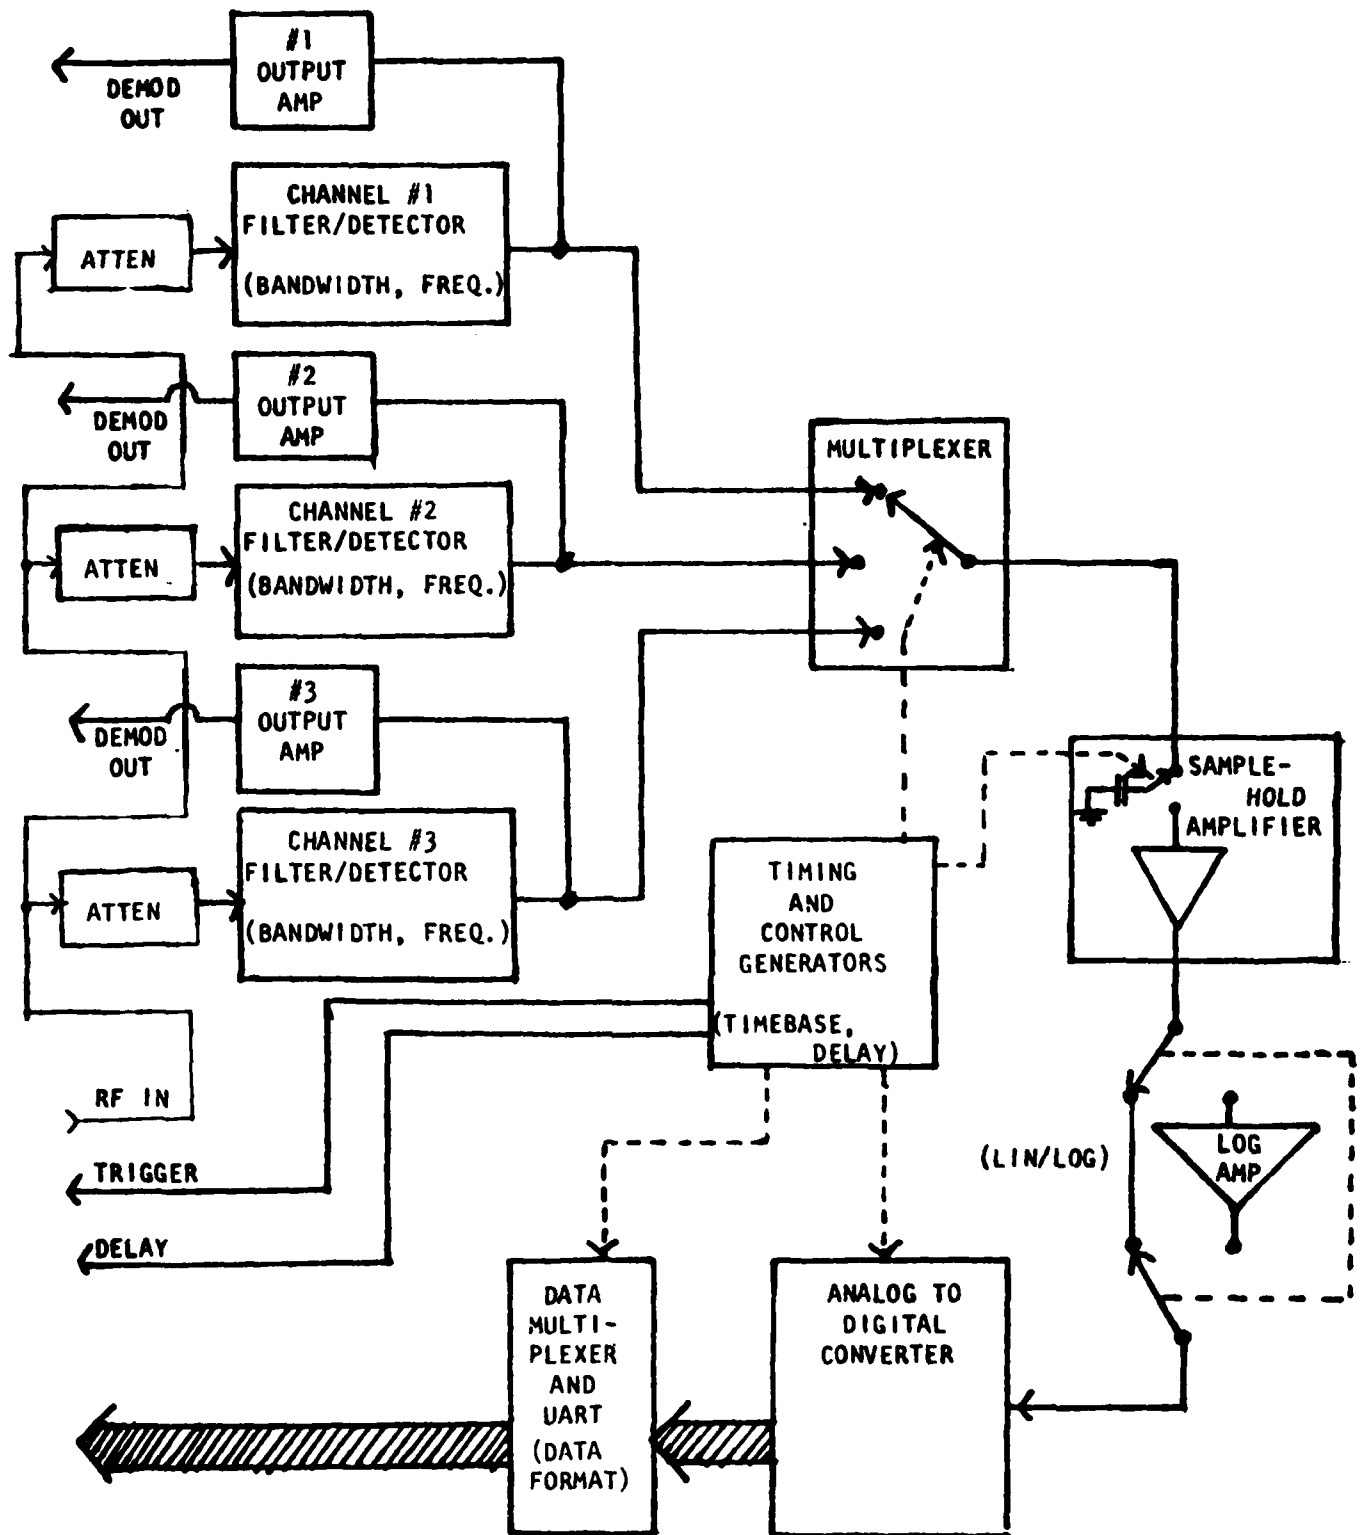 #1
OUTPUT
AMP
DEMOD
OUT
CHANNEL #1
FILTER/DETECTOR
(BANDWIDTH, FREQ.)
ATTEN
#2
OUTPUT
AMP
DEMOD
OUT
CHANNEL #2
FILTER/DETECTOR
(BANDWIDTH, FREQ.)
ATTEN
MULTIPLEXER
#3
OUTPUT
AMP
DEMOD
OUT
CHANNEL #3
FILTER/DETECTOR
(BANDWIDTH, FREQ.)
ATTEN
SAMPLE-
HOLD
AMPLIFIER
TIMING
AND
CONTROL
GENERATORS
(TIMEBASE,
DELAY)
RF IN
TRIGGER
DELAY
(LIN/LOG)
LOG
AMP
DATA
MULTI-
PLEXER
AND
UART
(DATA
FORMAT)
ANALOG TO
DIGITAL
CONVERTER